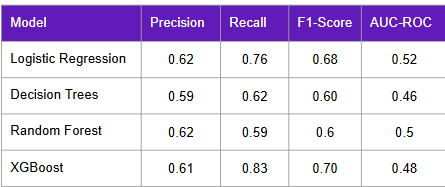 Model Precision Recall F1-Score AUC-ROC
Logistic Regression 0.62 0.76 0.68 0.52
Decision Trees 0.59 0.62 0.60 0.46
Random Forest 0.62 0.59 0.6 0.5
XGBoost 0.61 0.83 0.70 0.48